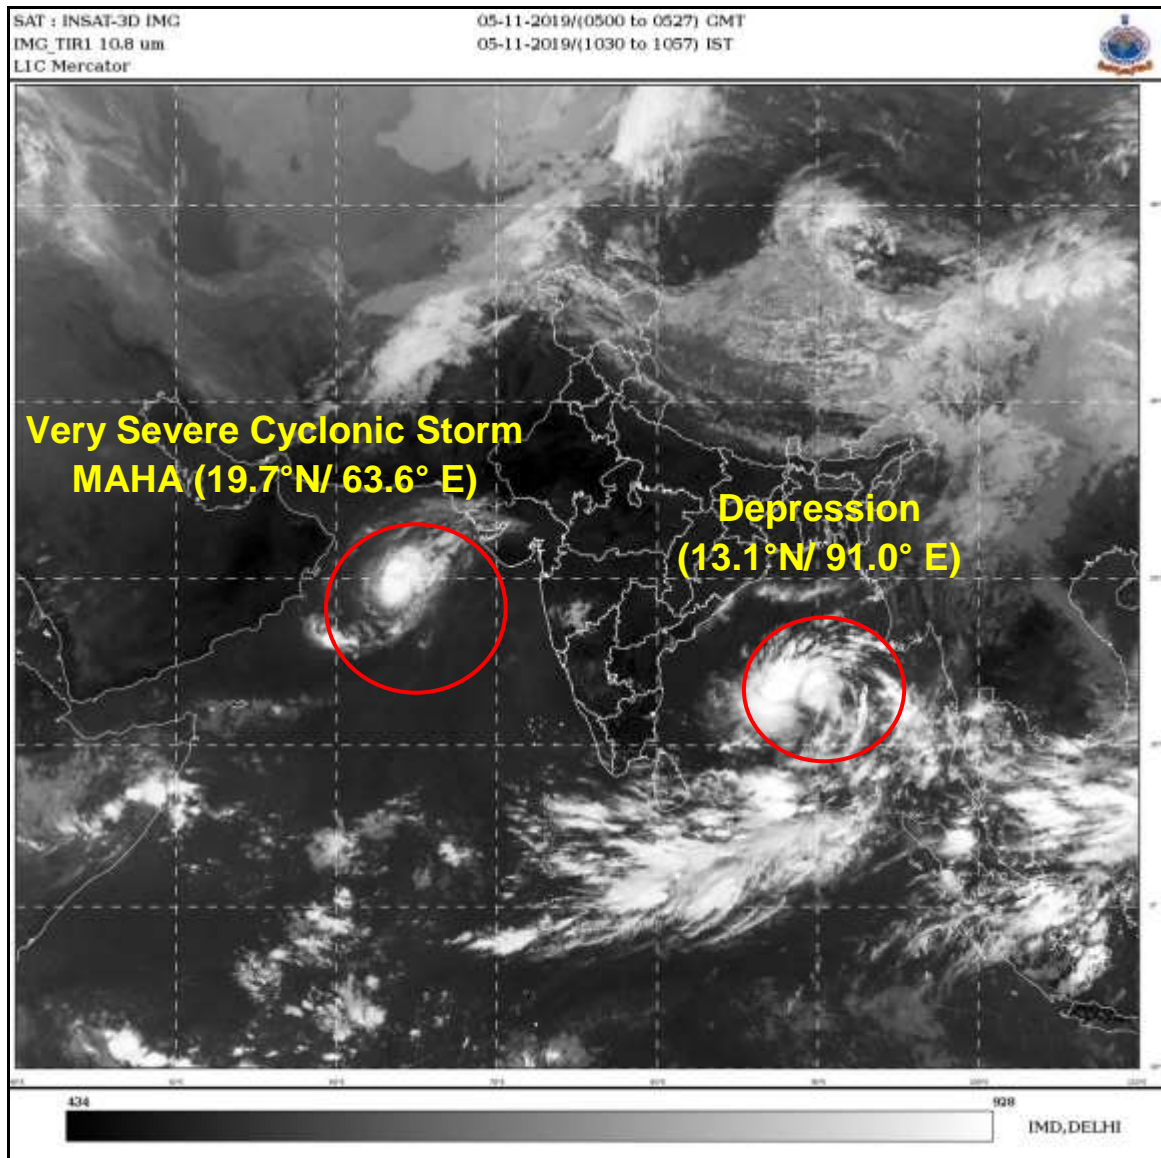 SAT : INSAT-3D IMG
IMG_TIR1 10.8 um
L1C Mercator
05-11-2019/(0500 to 0527) GMT
05-11-2019/(1030 to 1057) IST
Very Severe Cyclonic Storm
MAHA (19.7°N/ 63.6° E)
Depression
(13.1°N/ 91.0° E)
434
928
IMD,DELHI